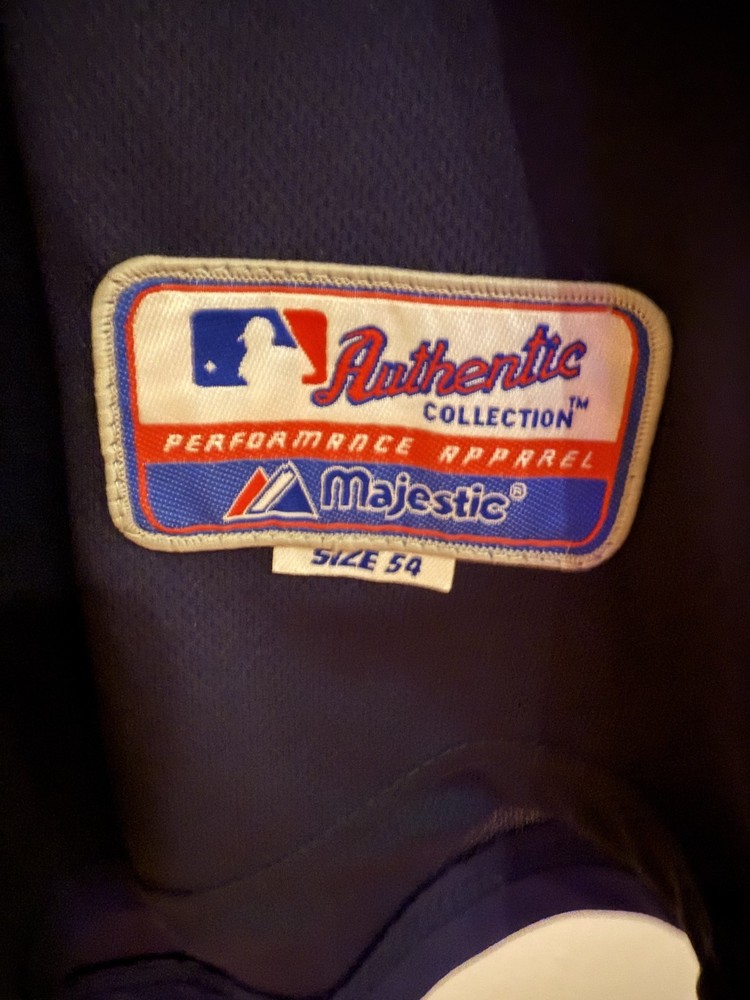 Authentic
COLLECTION™
PERFORMANCE APPAREL
Majestic®
SIZE 54